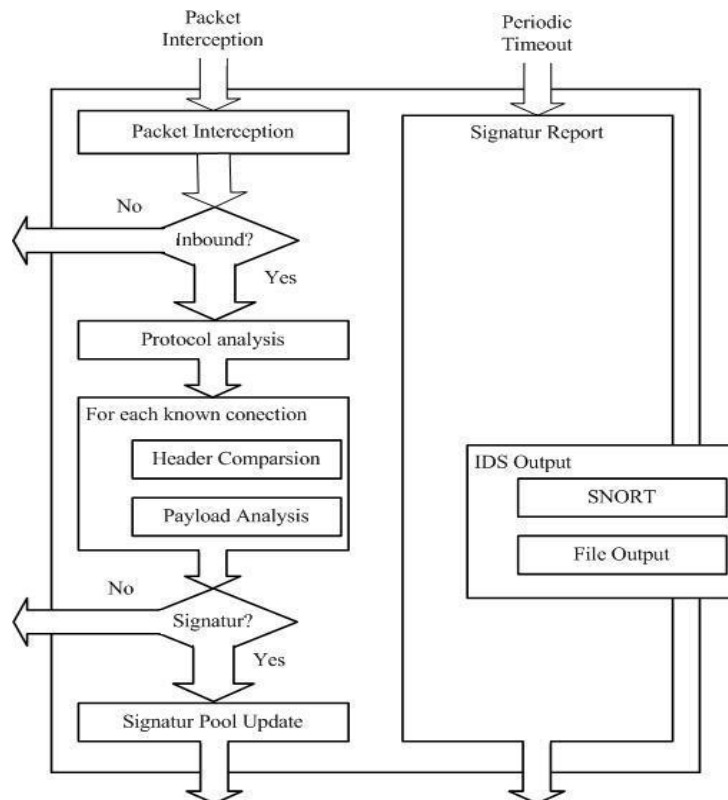 Packet
Interception
Periodic
Timeout
Packet Interception
Signatur Report
No
Inbound?
Yes
Protocol analysis
For each known conection
Header Comparsion
Payload Analysis
IDS Output
SNORT
File Output
No
Signatur?
Yes
Signatur Pool Update